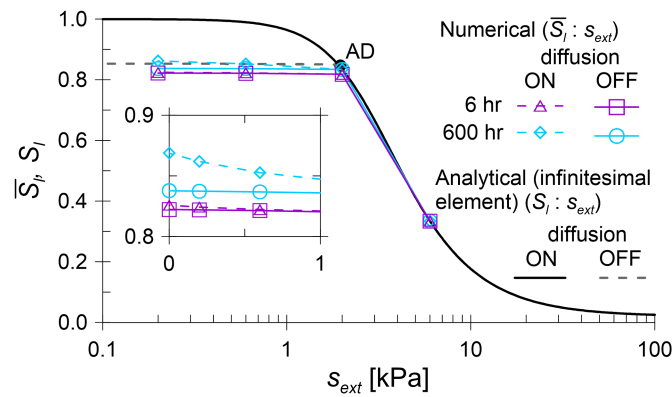 1.0
0.8
0.6
0.4
0.2
0.0
S̅l, Sl
0.1
1
10
100
sext [kPa]
AD
0.9
0.8
0
1
Numerical (S̅l : sext)
diffusion
ON OFF
6 hr
600 hr
Analytical (infinitesimal
element) (Sl : sext)
diffusion
ON OFF